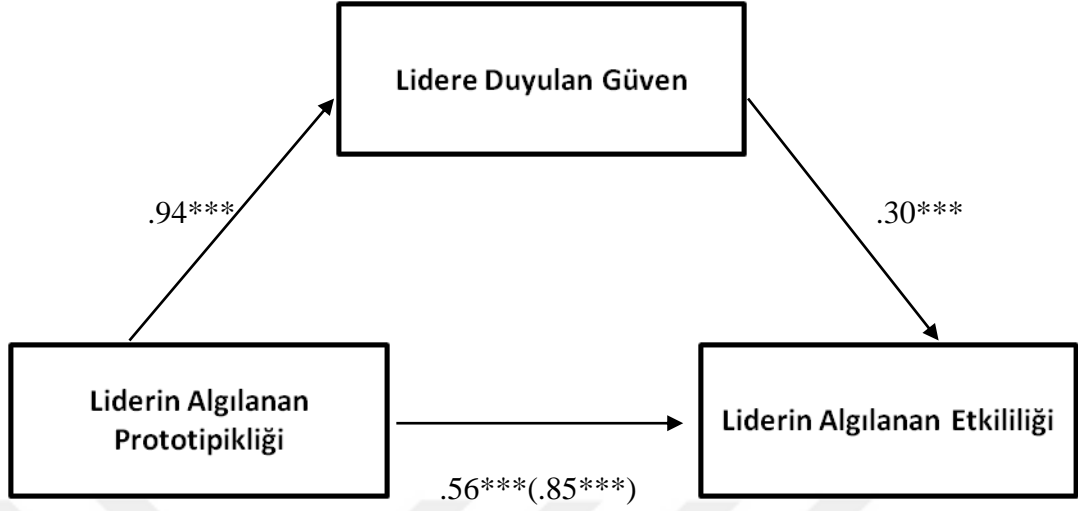 Lidere Duyulan Güven
.94***
.30***
Liderin Algılanan
Prototipikliği
Liderin Algılanan Etkililiği
.56***(.85***)